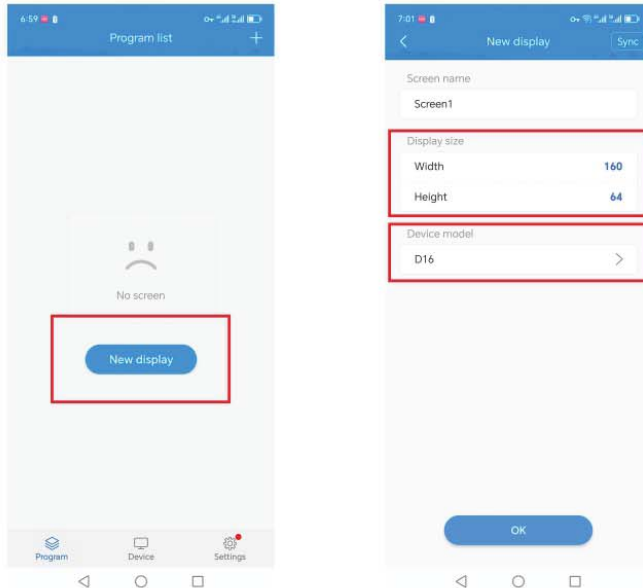 6:59
Program list
+
No screen
New display
Program
Device
Settings
7:01
New display
Sync
Screen name
Screen1
Display size
Width 160
Height 64
Device model
D16
OK